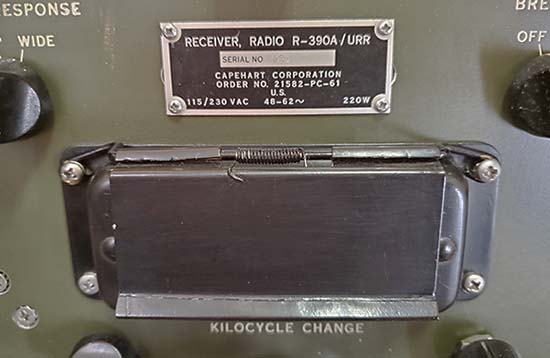 RESPONSE
WIDE
BRE
OFF
RECEIVER, RADIO R-390A/URR
SERIAL NO
CAPEHART CORPORATION
ORDER NO. 21582-PC-61
U.S.
115/230 VAC 48-62~ 220W
KILOCYCLE CHANGE